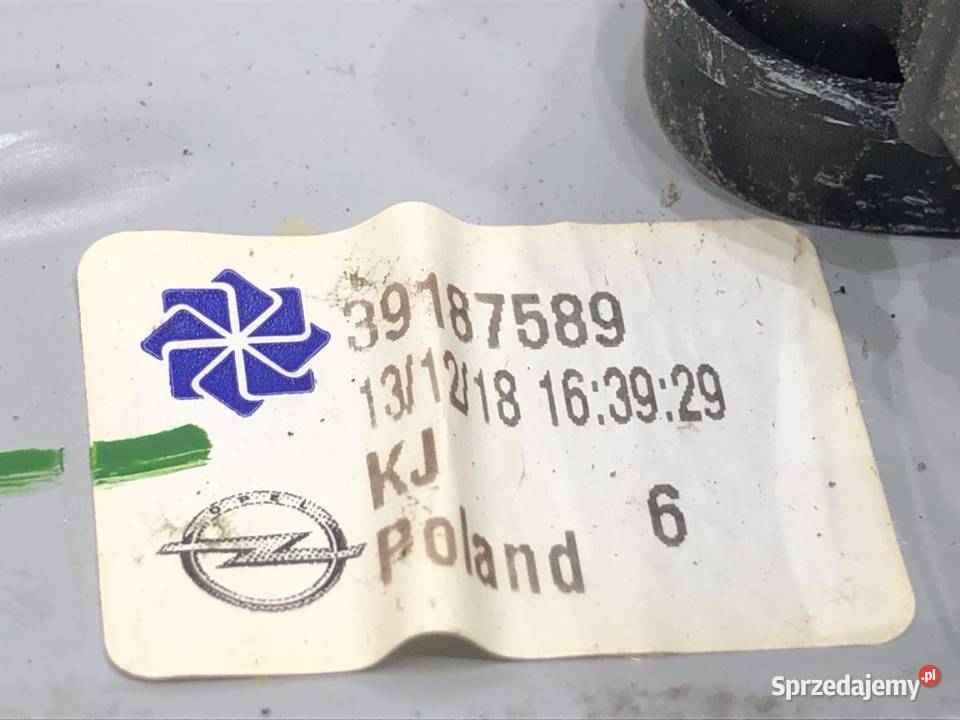 39187589
13/12/18 16:39:29
KJ
6
OPEL
Poland
Sprzedajemy.pl